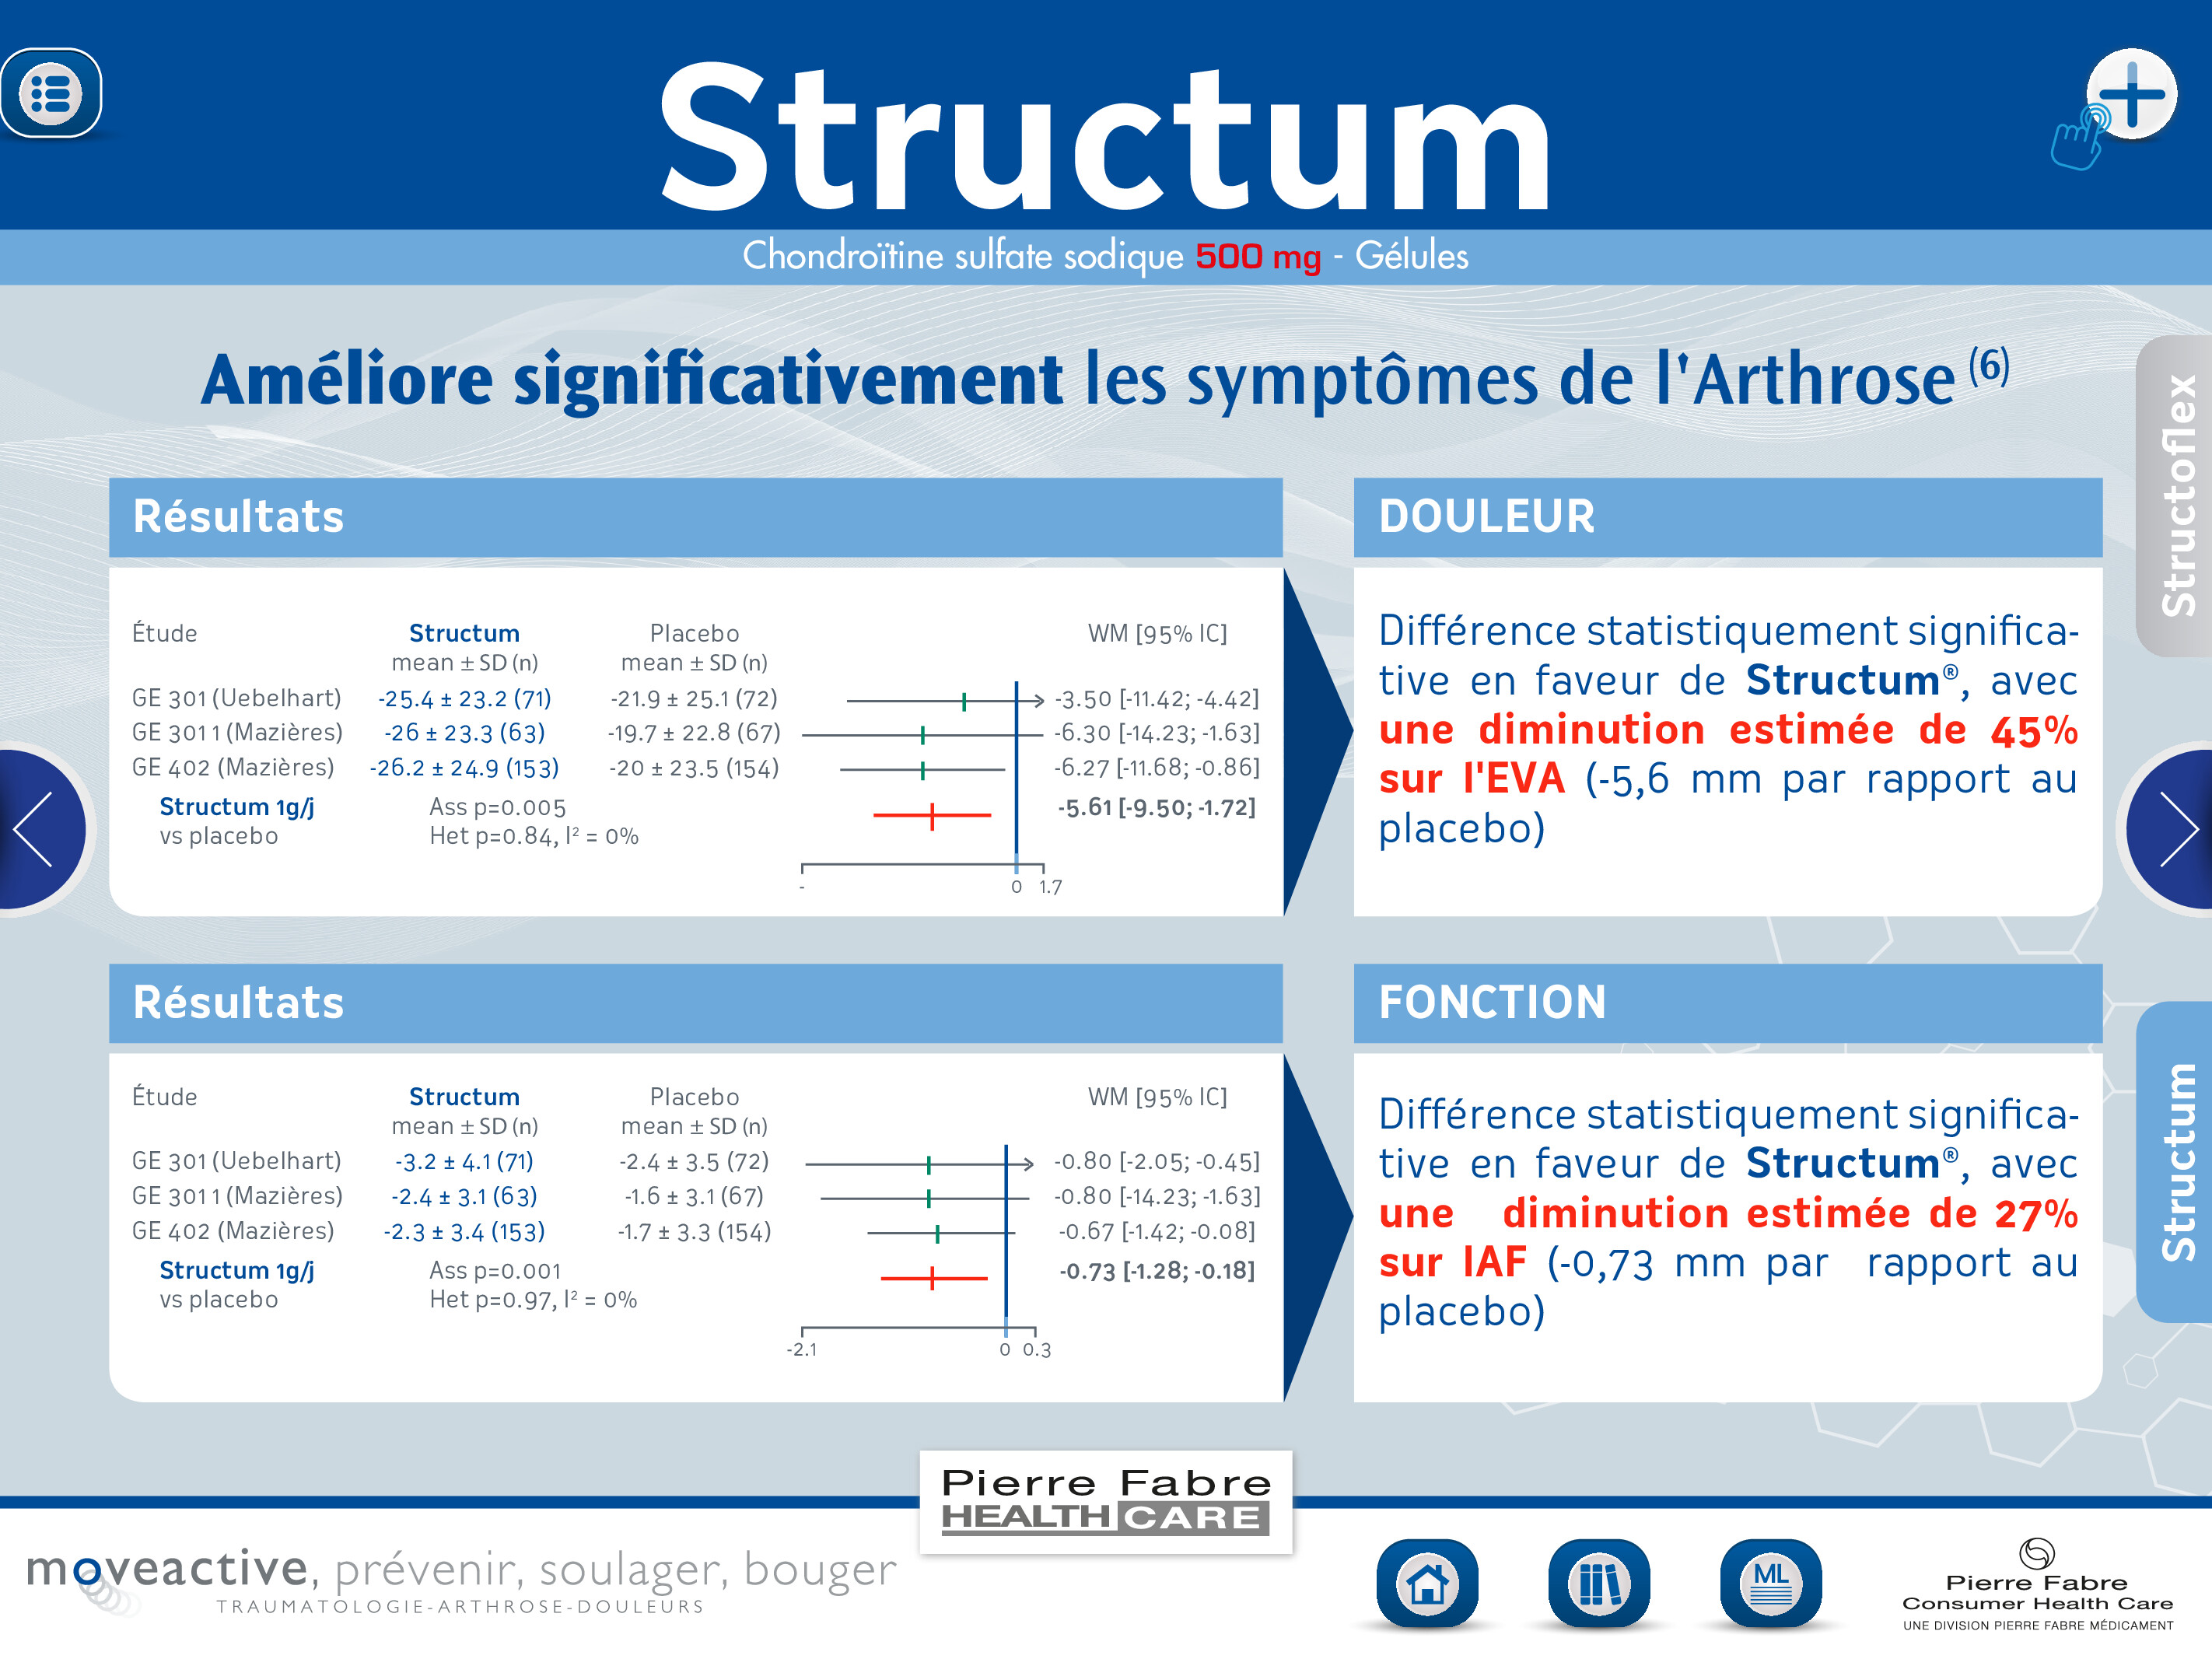 Structum
Chondroïtine sulfate sodique 500 mg - Gélules
Améliore significativement les symptômes de l'Arthrose (6)
Structoflex
Résultats
Étude Structum Placebo WM [95% IC]
mean ± SD (n) mean ± SD (n)
GE 301 (Uebelhart) -25.4 ± 23.2 (71) -21.9 ± 25.1 (72) -3.50 [-11.42; -4.42]
GE 3011 (Mazières) -26 ± 23.3 (63) -19.7 ± 22.8 (67) -6.30 [-14.23; -1.63]
GE 402 (Mazières) -26.2 ± 24.9 (153) -20 ± 23.5 (154) -6.27 [-11.68; -0.86]
Structum 1g/j Ass p=0.005 -5.61 [-9.50; -1.72]
vs placebo Het p=0.84, I² = 0%
- 0 1.7
DOULEUR
Différence statistiquement significa-
tive en faveur de Structum®, avec
une diminution estimée de 45%
sur l'EVA (-5,6 mm par rapport au
placebo)
Résultats
Étude Structum Placebo WM [95% IC]
mean ± SD (n) mean ± SD (n)
GE 301 (Uebelhart) -3.2 ± 4.1 (71) -2.4 ± 3.5 (72) -0.80 [-2.05; -0.45]
GE 3011 (Mazières) -2.4 ± 3.1 (63) -1.6 ± 3.1 (67) -0.80 [-14.23; -1.63]
GE 402 (Mazières) -2.3 ± 3.4 (153) -1.7 ± 3.3 (154) -0.67 [-1.42; -0.08]
Structum 1g/j Ass p=0.001 -0.73 [-1.28; -0.18]
vs placebo Het p=0.97, I² = 0%
-2.1 0 0.3
FONCTION
Différence statistiquement significa-
tive en faveur de Structum®, avec
une diminution estimée de 27%
sur IAF (-0,73 mm par rapport au
placebo)
Structum
Pierre Fabre
HEALTH CARE
moveactive, prévenir, soulager, bouger
TRAUMATOLOGIE-ARTHROSE-DOULEURS
ML
Pierre Fabre
Consumer Health Care
UNE DIVISION PIERRE FABRE MÉDICAMENT